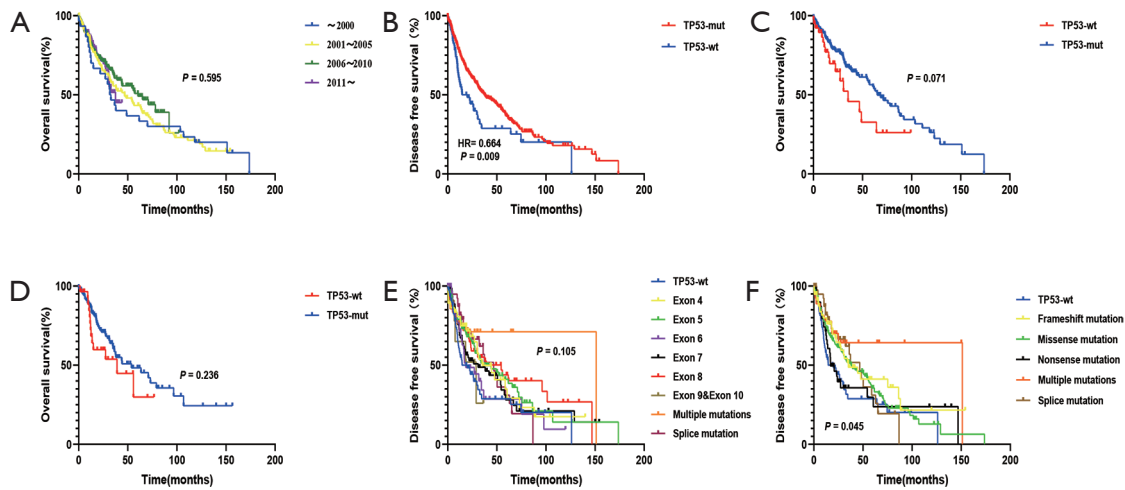 A
Overall survival(%)
100
50
0
0 50 100 150 200
Time(months)
~2000
2001~2005
2006~2010
2011~
P = 0.595
B
Disease free survival (%)
100
50
0
0 50 100 150 200
Time(months)
TP53-mut
TP53-wt
HR= 0.664
P = 0.009
C
Overall survival(%)
100
50
0
0 50 100 150 200
Time(months)
TP53-wt
TP53-mut
P = 0.071
D
Overall survival(%)
100
50
0
0 50 100 150 200
Time(months)
TP53-wt
TP53-mut
P = 0.236
E
Disease free survival (%)
100
50
0
0 50 100 150 200
Time(months)
TP53-wt
Exon 4
Exon 5
Exon 6
Exon 7
Exon 8
Exon 9&Exon 10
Multiple mutations
Splice mutation
P = 0.105
F
Disease free survival (%)
100
50
0
0 50 100 150 200
Time(months)
TP53-wt
Frameshift mutation
Missense mutation
Nonsense mutation
Multiple mutations
Splice mutation
P = 0.045